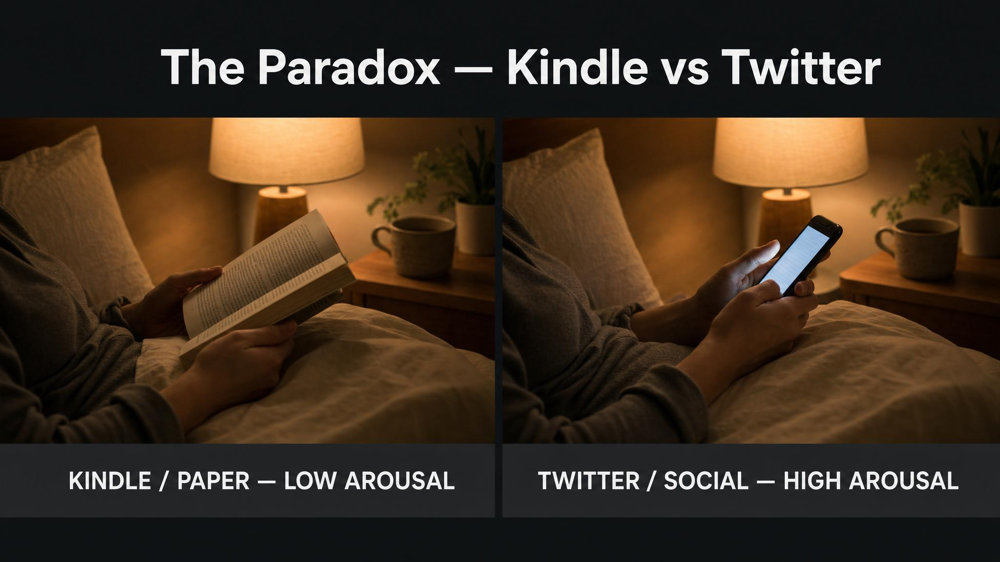 The Paradox — Kindle vs Twitter
KINDLE / PAPER — LOW AROUSAL
TWITTER / SOCIAL — HIGH AROUSAL